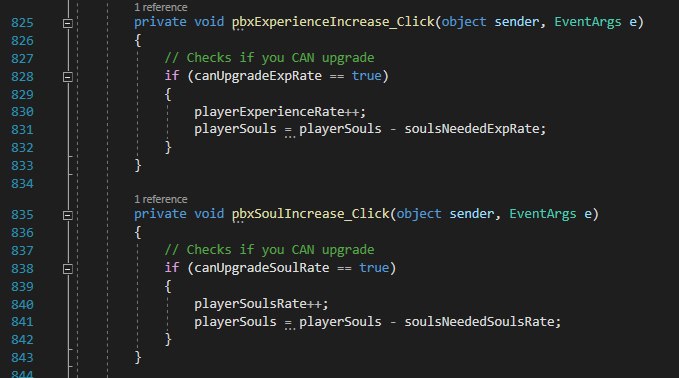 1 reference
825 private void pbxExperienceIncrease_Click(object sender, EventArgs e)
826 {
827 // Checks if you CAN upgrade
828 if (canUpgradeExpRate == true)
829 {
830 playerExperienceRate++;
831 playerSouls = playerSouls - soulsNeededExpRate;
832 }
833 }
834
1 reference
835 private void pbxSoulIncrease_Click(object sender, EventArgs e)
836 {
837 // Checks if you CAN upgrade
838 if (canUpgradeSoulRate == true)
839 {
840 playerSoulsRate++;
841 playerSouls = playerSouls - soulsNeededSoulsRate;
842 }
843 }
844